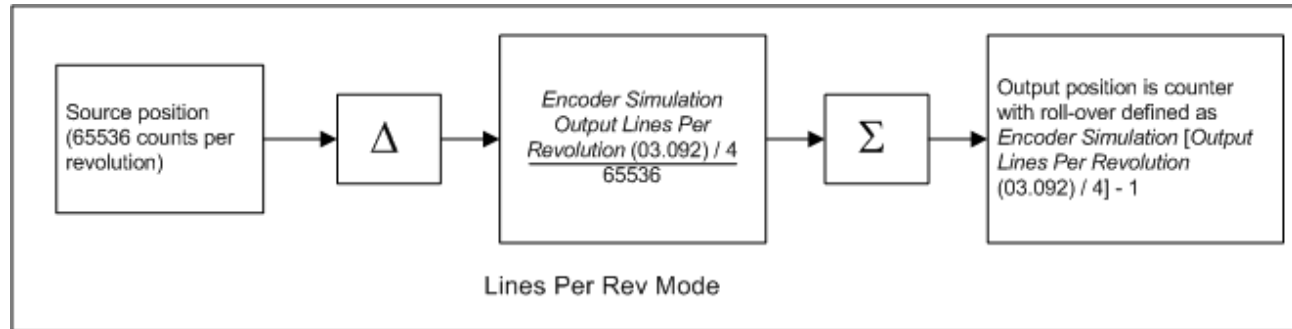 Source position
(65536 counts per
revolution)
Δ
Encoder Simulation
Output Lines Per
Revolution (03.092) / 4
65536
Σ
Output position is counter
with roll-over defined as
Encoder Simulation [Output
Lines Per Revolution
(03.092) / 4] - 1
Lines Per Rev Mode